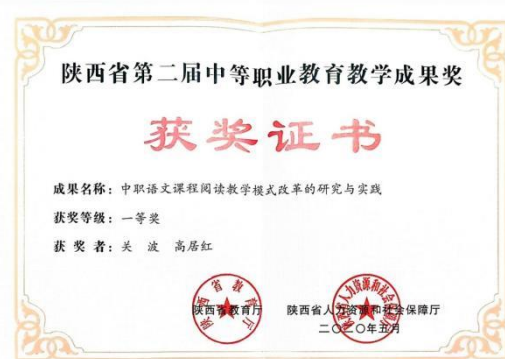 陕西省第二届中等职业教育教学成果奖
获奖证书
成果名称：中职语文课程阅读教学模式改革的研究与实践
获奖等级：一等奖
获 奖 者：关 波 高居红
陕西省教育厅 陕西省人力资源和社会保障厅
二〇二〇年五月